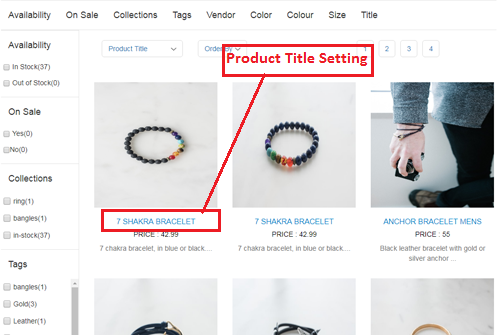 Availability On Sale Collections Tags Vendor Color Colour Size Title
Availability
In Stock(37)
Out of Stock(0)
On Sale
Yes(0)
No(0)
Collections
ring(1)
bangles(1)
in-stock(37)
Tags
bangles(1)
Gold(3)
Leather(1)
Product Title
Order By
2 3 4
Product Title Setting
7 SHAKRA BRACELET
PRICE : 42.99
7 chakra bracelet, in blue or black....
7 SHAKRA BRACELET
PRICE : 42.99
7 chakra bracelet, in blue or black....
ANCHOR BRACELET MENS
PRICE : 55
Black leather bracelet with gold or
silver anchor ...